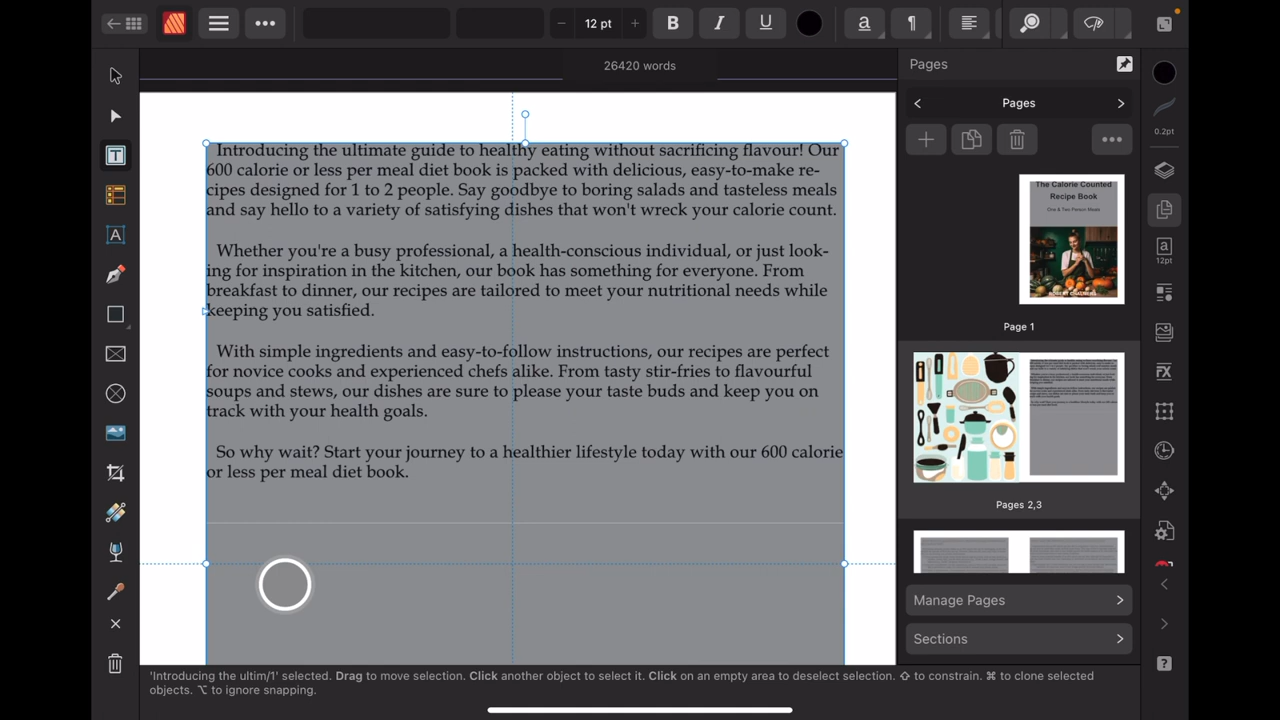 12 pt
B
I
U
a
¶
26420 words
Pages
Pages
0.2pt
12pt
T
A
A
FX
The Calorie Counted
Recipe Book
One & Two Person Meals
ROBERT CHALMERS
Page 1
Introducing the ultimate guide to healthy eating without sacrificing flavour! Our
600 calorie or less per meal diet book is packed with delicious, easy-to-make re-
cipes designed for 1 to 2 people. Say goodbye to boring salads and tasteless meals
and say hello to a variety of satisfying dishes that won't wreck your calorie count.
Whether you're a busy professional, a health-conscious individual, or just look-
ing for inspiration in the kitchen, our book has something for everyone. From
breakfast to dinner, our recipes are tailored to meet your nutritional needs while
keeping you satisfied.
With simple ingredients and easy-to-follow instructions, our recipes are perfect
for novice cooks and experienced chefs alike. From tasty stir-fries to flavourful
soups and stews, our dishes are sure to please your taste buds and keep you on
track with your health goals.
So why wait? Start your journey to a healthier lifestyle today with our 600 calorie
or less per meal diet book.
Pages 2,3
Manage Pages
Sections
?
'Introducing the ultim/1' selected. Drag to move selection. Click another object to select it. Click on an empty area to deselect selection. ⇧ to constrain. ⌘ to clone selected
objects. ⌥ to ignore snapping.